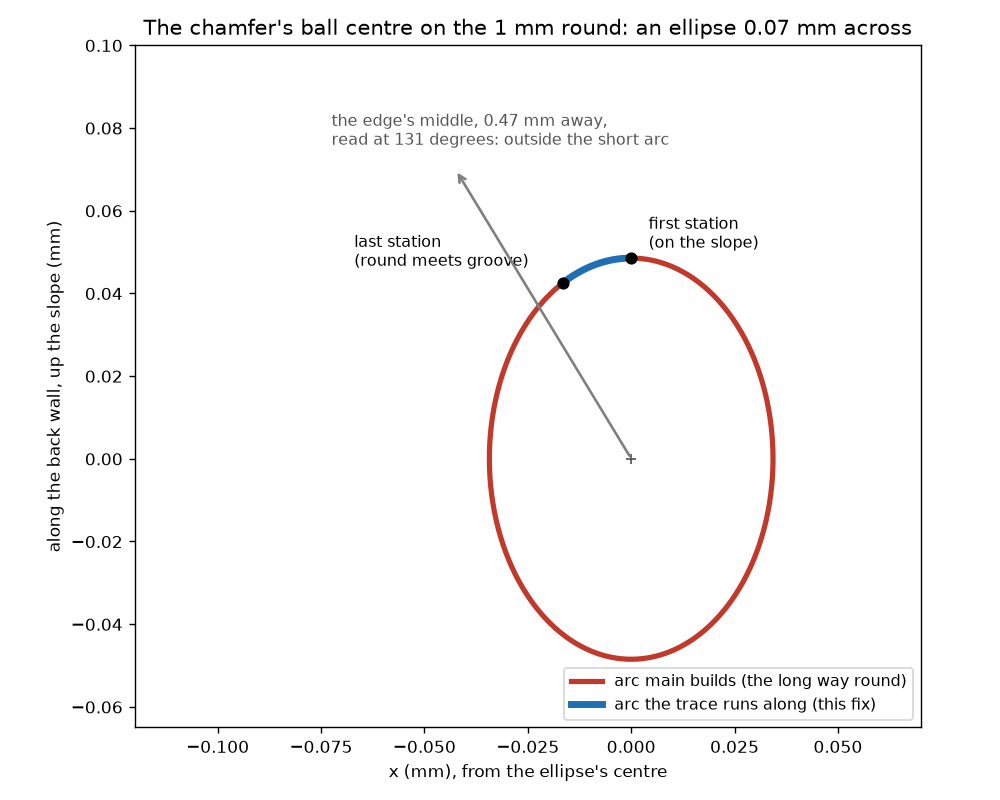 The chamfer's ball centre on the 1 mm round: an ellipse 0.07 mm across
0.10
0.08
0.06
0.04
0.02
0.00
−0.02
−0.04
−0.06
along the back wall, up the slope (mm)
the edge's middle, 0.47 mm away,
read at 131 degrees: outside the short arc
first station
(on the slope)
last station
(round meets groove)
arc main builds (the long way round)
arc the trace runs along (this fix)
−0.100
−0.075
−0.050
−0.025
0.000
0.025
0.050
x (mm), from the ellipse's centre